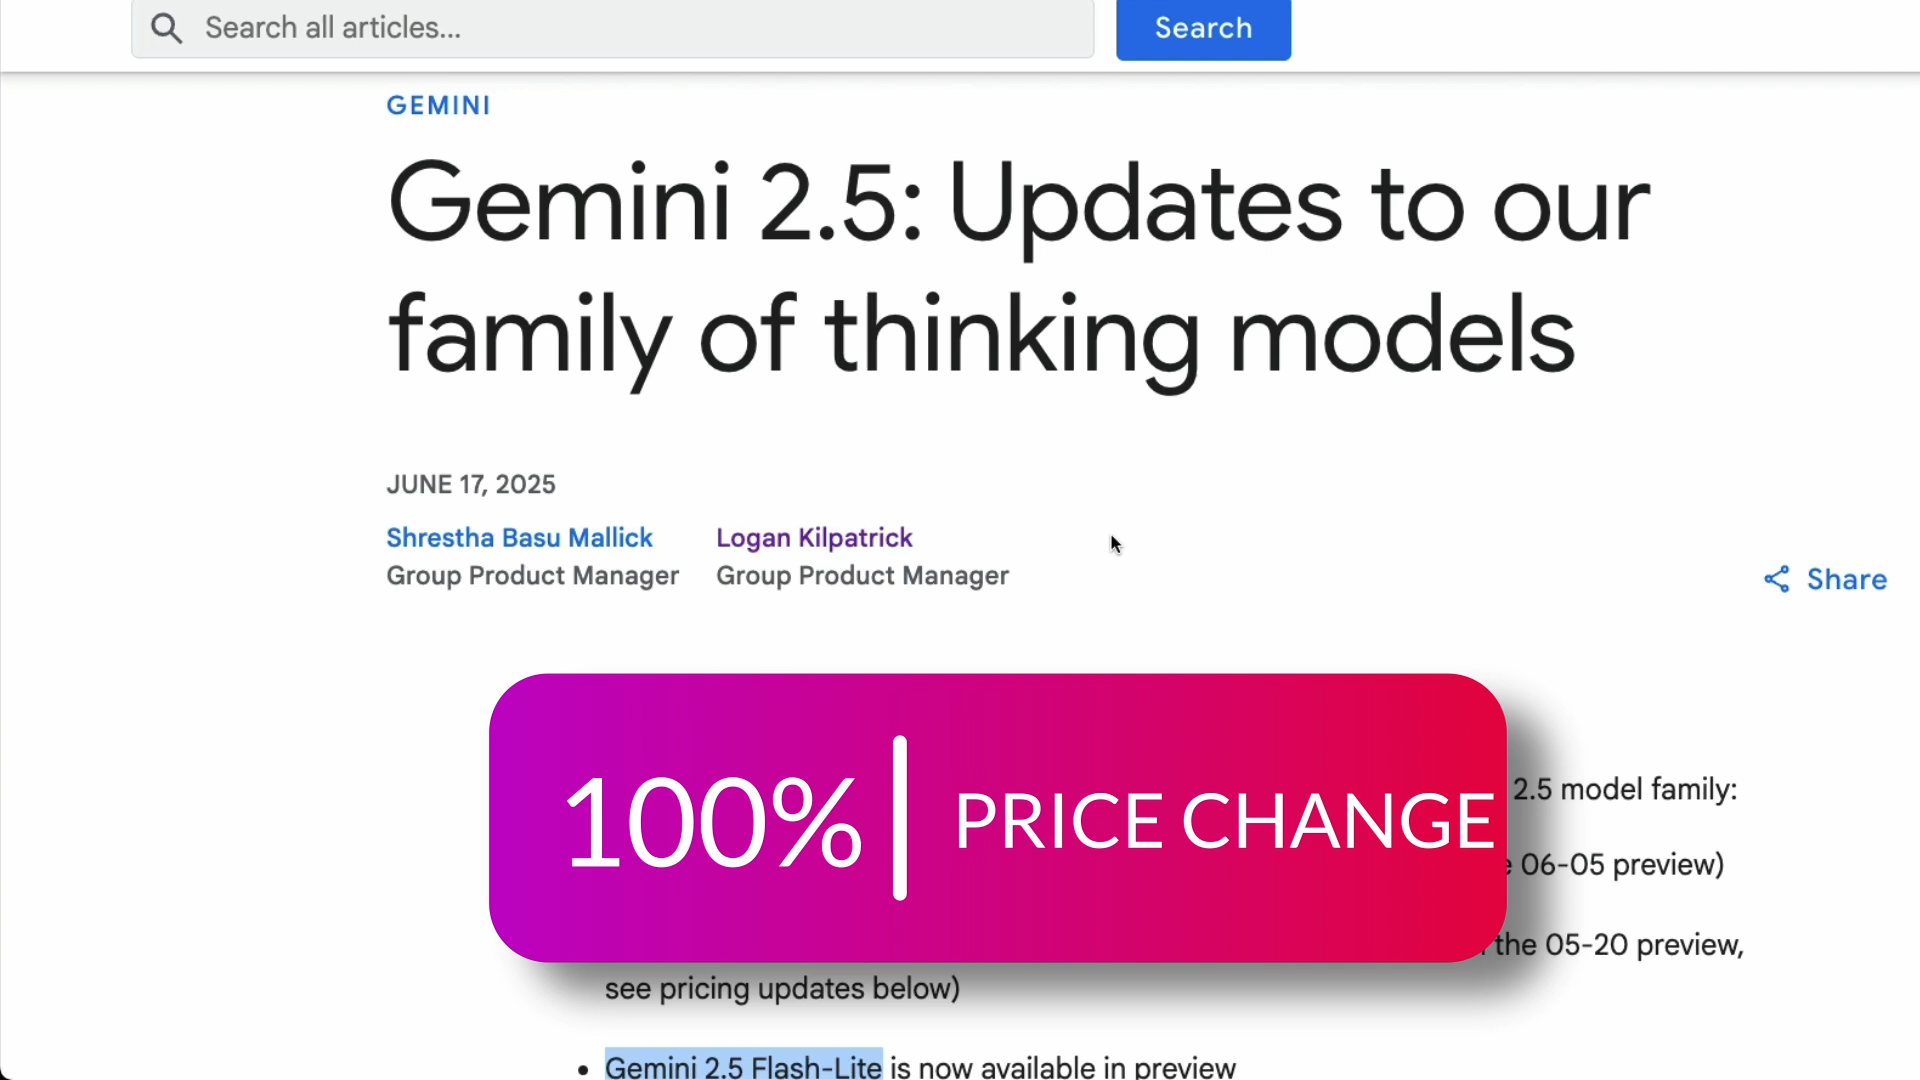 Search all articles...
Search
GEMINI
Gemini 2.5: Updates to our
family of thinking models
JUNE 17, 2025
Shrestha Basu Mallick Logan Kilpatrick
Group Product Manager Group Product Manager
Share
2.5 model family:
100% PRICE CHANGE
06-05 preview)
the 05-20 preview,
see pricing updates below)
• Gemini 2.5 Flash-Lite is now available in preview